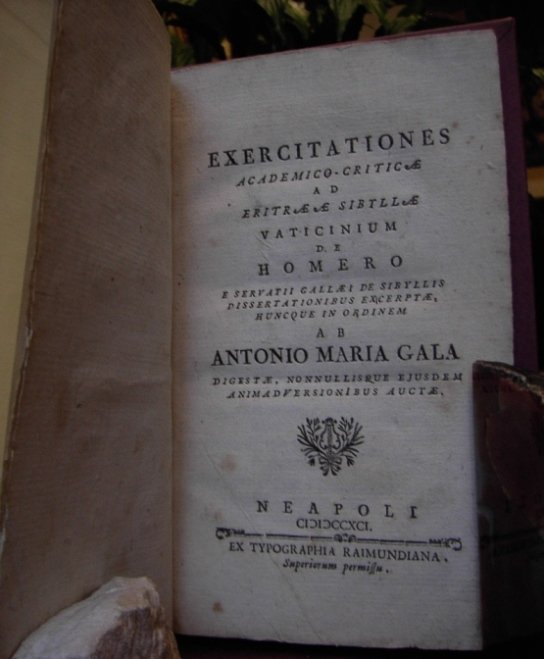 EXERCITATIONES
ACADEMICO-CRITICÆ
AD
ERITRÆÆ SIBYLLÆ
VATICINIUM
DE
HOMERO
E SERVATII GALLÆI DE SIBYLLIS
DISSERTATIONIBUS EXCERPTÆ,
HUNCQUE IN ORDINEM
AB
ANTONIO MARIA GALA
DIGESTÆ, NONNULLISQUE EJUSDEM
ANIMADVERSIONIBUS AUCTÆ.
NEAPOLI
CIƆIƆCCXCI.
EX TYPOGRAPHIA RAIMUNDIANA.
Superiorum permissu.